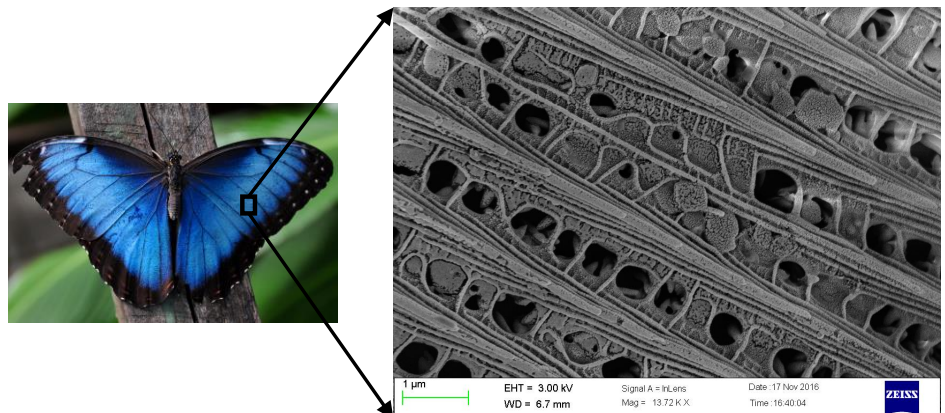 1 µm
EHT = 3.00 kV
WD = 6.7 mm
Signal A = InLens
Mag = 13.72 K X
Date :17 Nov 2016
Time :16:40:04
ZEISS